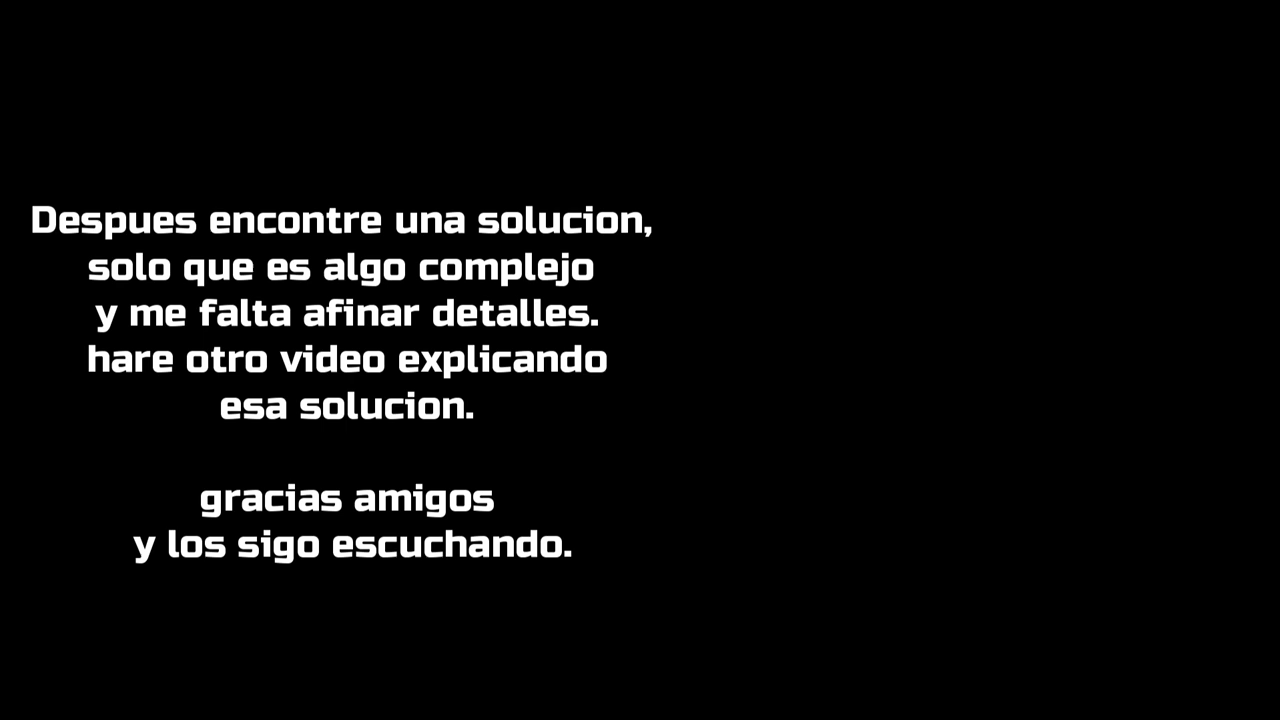 Despues encontre una solucion,
solo que es algo complejo
y me falta afinar detalles.
hare otro video explicando
esa solucion.
gracias amigos
y los sigo escuchando.